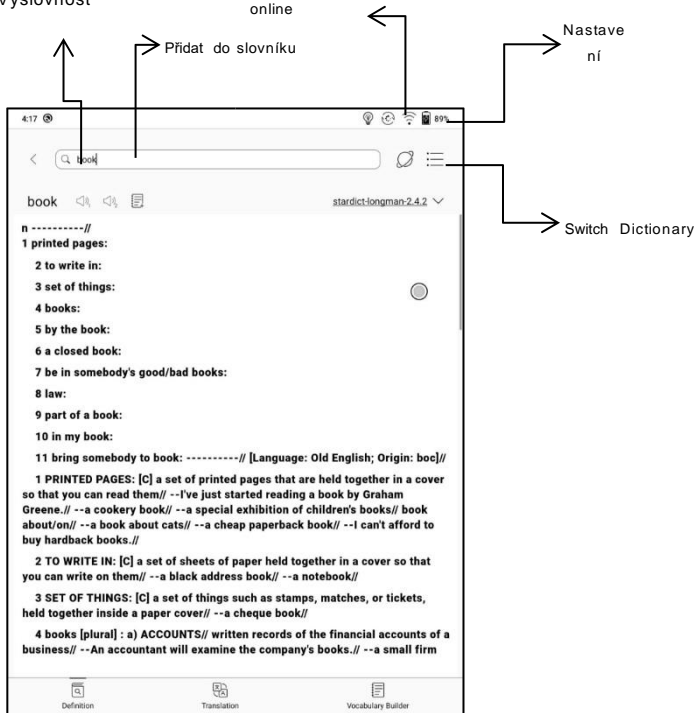 Výslovnost
online
Přidat do slovníku
Nastave
ní
4:17
89%
book
book
stardict-longman-2.4.2
Switch Dictionary
n ----------//
1 printed pages:
2 to write in:
3 set of things:
4 books:
5 by the book:
6 a closed book:
7 be in somebody's good/bad books:
8 law:
9 part of a book:
10 in my book:
11 bring somebody to book: ----------// [Language: Old English; Origin: boc]//
1 PRINTED PAGES: [C] a set of printed pages that are held together in a cover
so that you can read them// --I've just started reading a book by Graham
Greene.// --a cookery book// --a special exhibition of children's books// book
about/on// --a book about cats// --a cheap paperback book// --I can't afford to
buy hardback books.//
2 TO WRITE IN: [C] a set of sheets of paper held together in a cover so that
you can write on them// --a black address book// --a notebook//
3 SET OF THINGS: [C] a set of things such as stamps, matches, or tickets,
held together inside a paper cover// --a cheque book//
4 books [plural] : a) ACCOUNTS// written records of the financial accounts of a
business// --An accountant will examine the company's books.// --a small firm
Definition
Translation
Vocabulary Builder